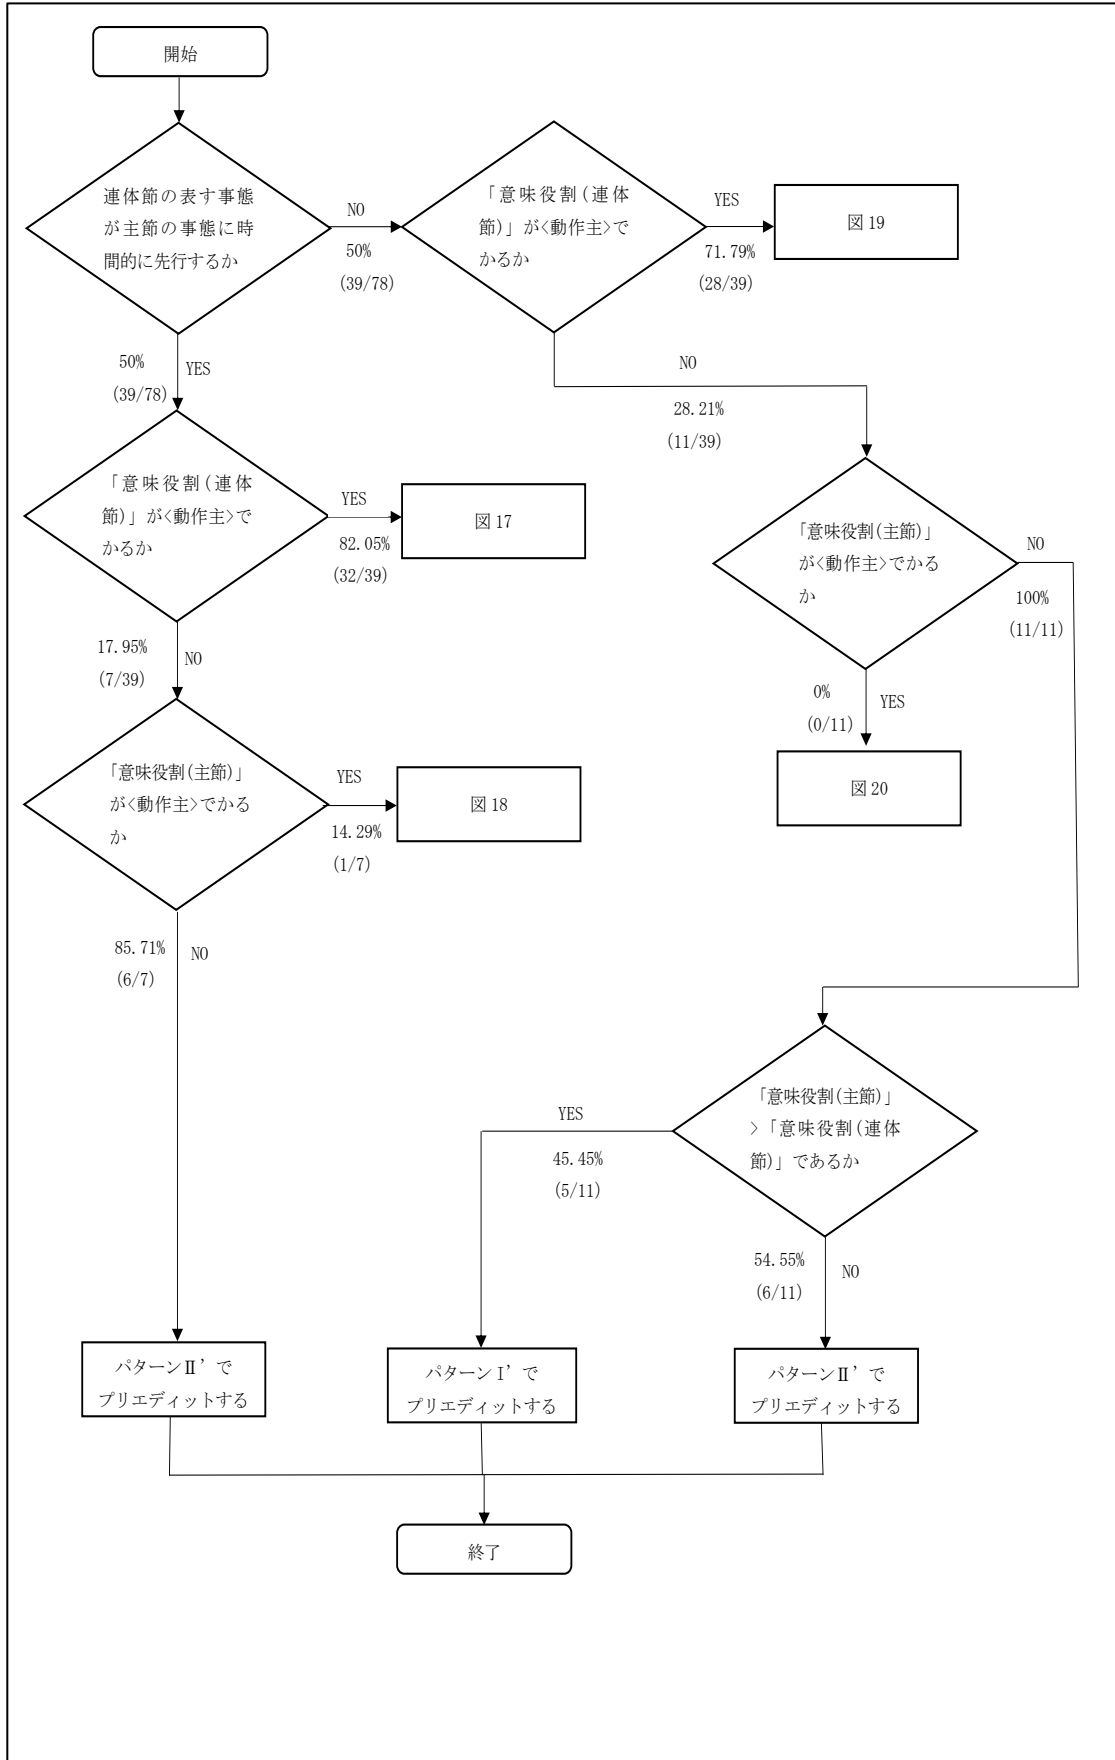 開始
連体節の表す事態
が主節の事態に時
間的に先行するか
NO
50%
(39/78)
「意味役割(連体
節)」が<動作主>で
かるか
YES
71.79%
(28/39)
図 19
50%
YES
(39/78)
NO
28.21%
(11/39)
「意味役割(連体
節)」が<動作主>で
かるか
YES
82.05%
(32/39)
図 17
「意味役割(主節)」
が<動作主>でかる
か
NO
100%
(11/11)
17.95%
NO
(7/39)
0%
YES
(0/11)
図 20
「意味役割(主節)」
が<動作主>でかる
か
YES
14.29%
(1/7)
図 18
85.71%
NO
(6/7)
「意味役割(主節)」
>「意味役割(連体
節)」であるか
YES
45.45%
(5/11)
54.55%
NO
(6/11)
パターンⅡ’で
プリエディットする
パターンⅠ’で
プリエディットする
パターンⅡ’で
プリエディットする
終了